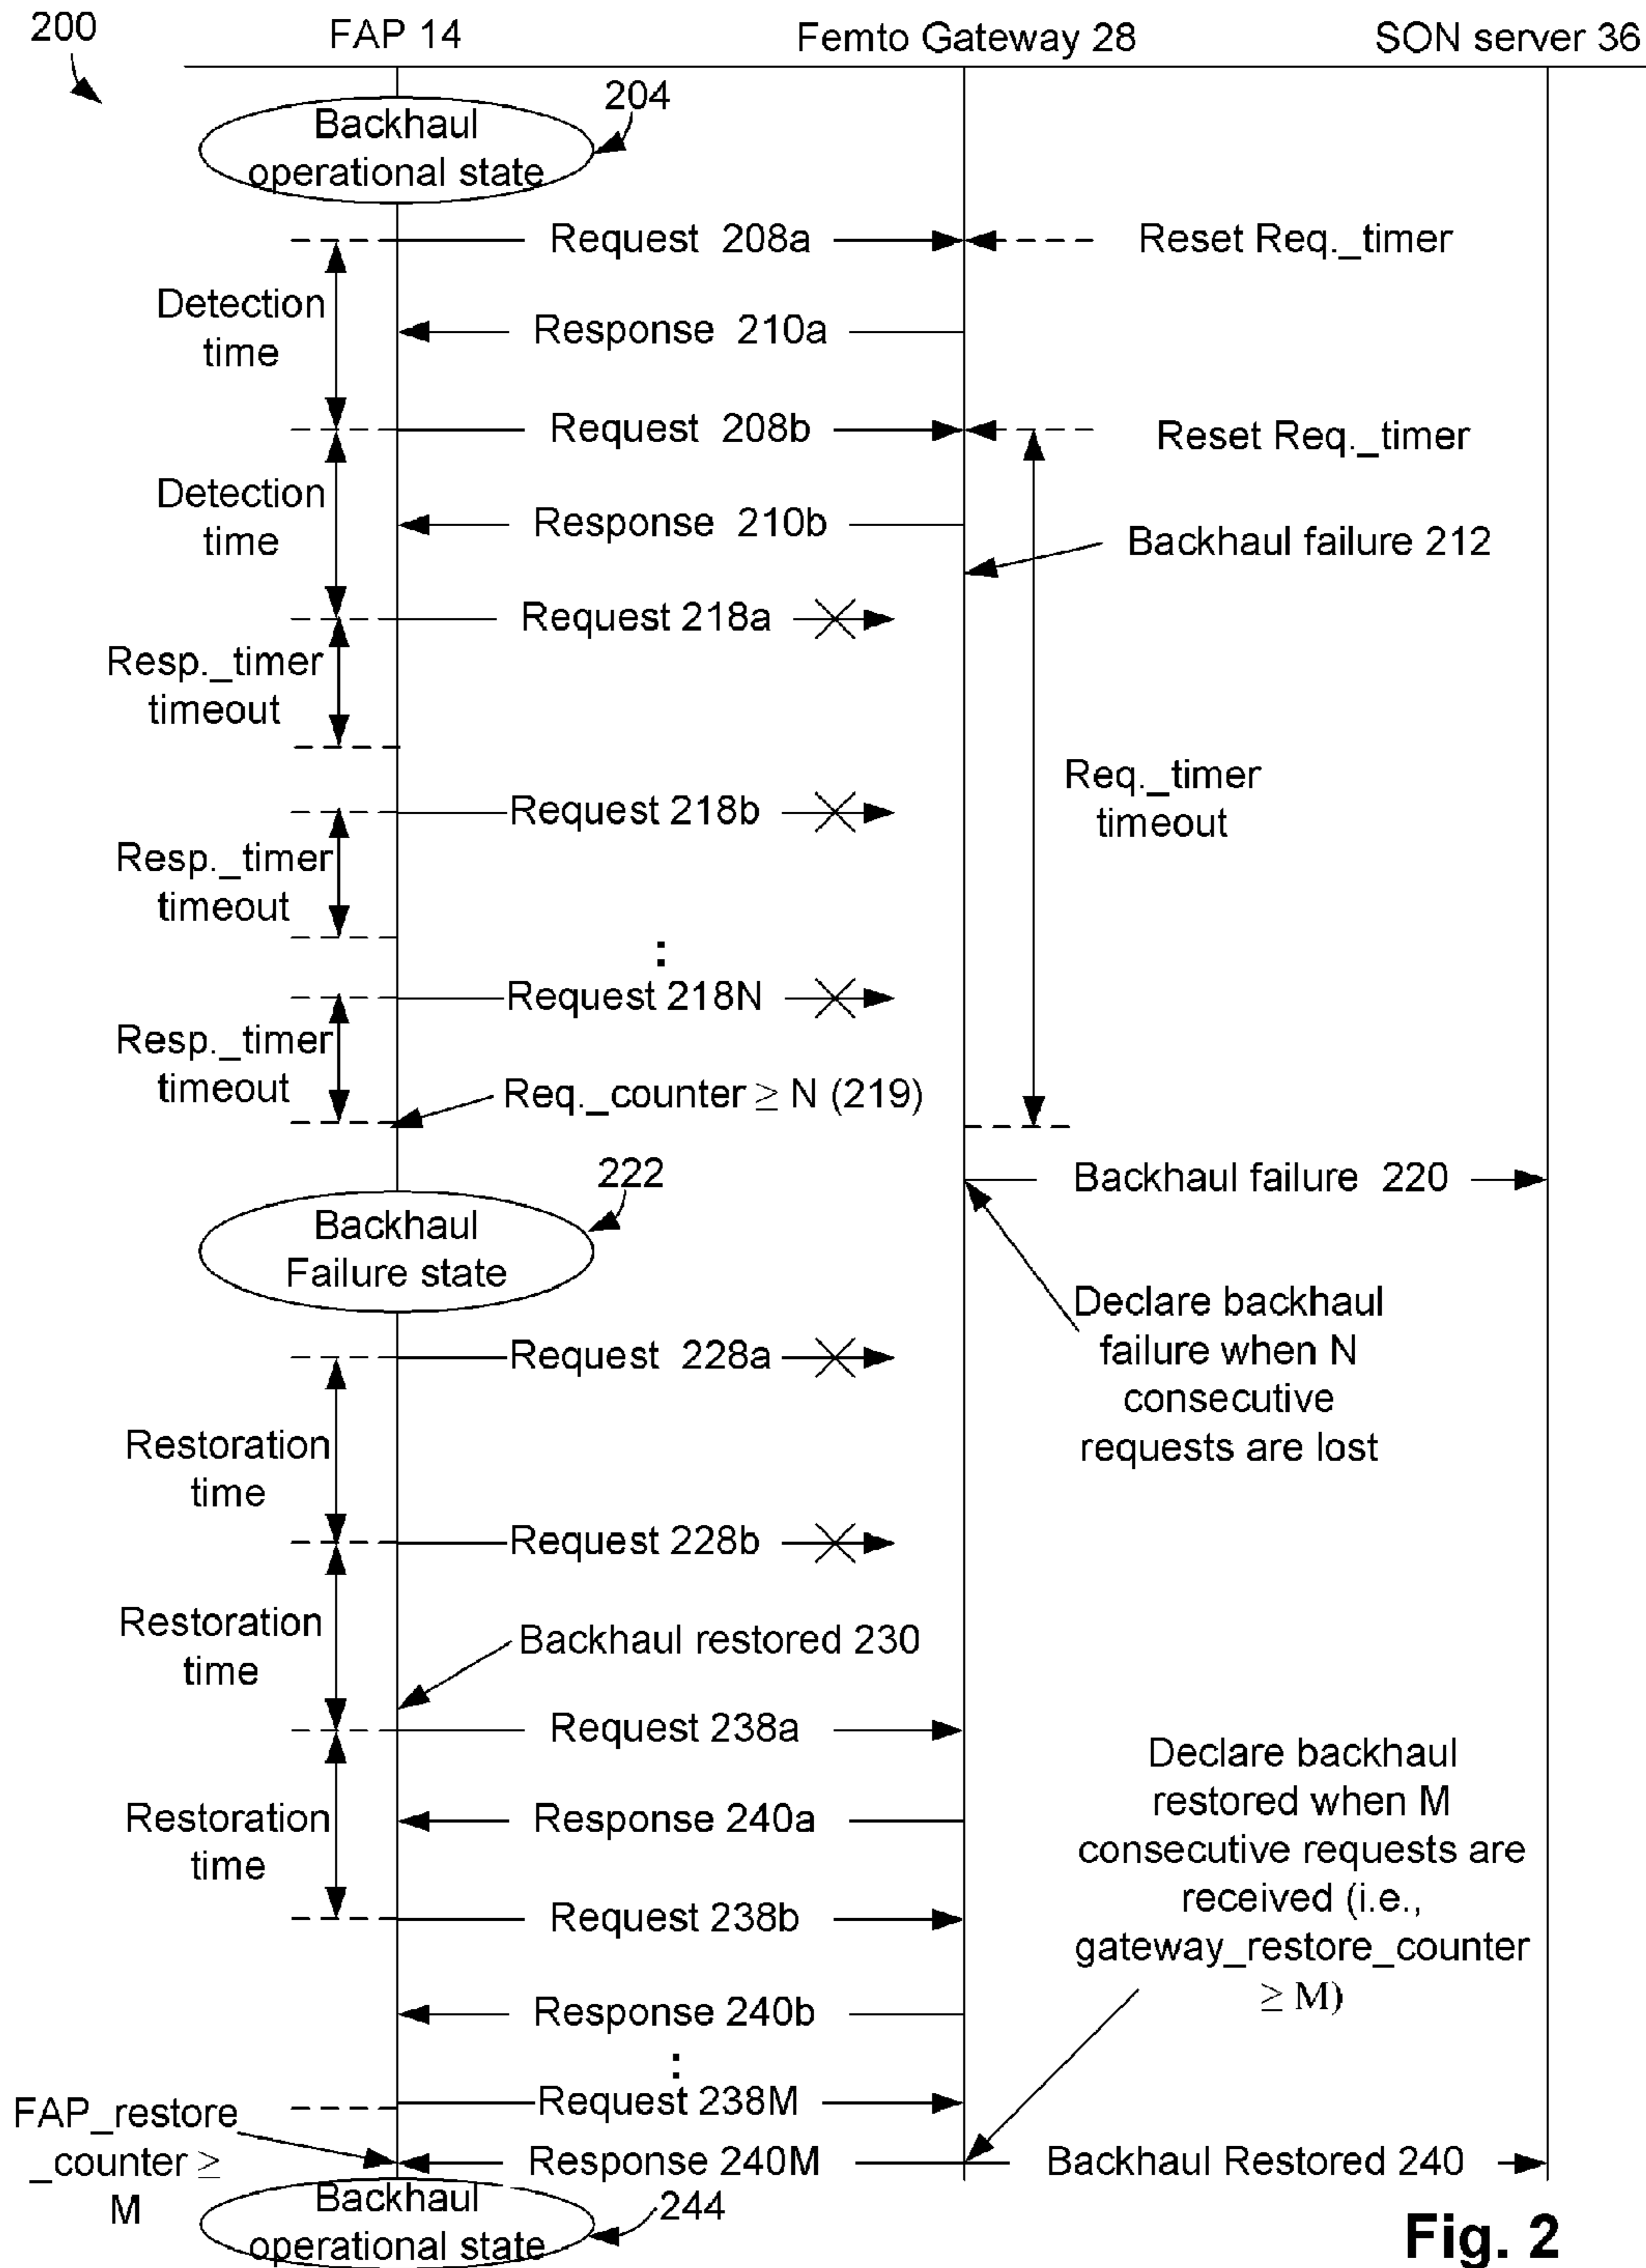 200
FAP 14
Femto Gateway 28
SON server 36
204
Backhaul
operational state
Request 208a
Reset Req._timer
Detection
time
Response 210a
Request 208b
Reset Req._timer
Detection
time
Response 210b
Backhaul failure 212
Request 218a
Resp._timer
timeout
Req._timer
timeout
Request 218b
Resp._timer
timeout
:
Request 218N
Resp._timer
timeout
Req._counter ≥ N (219)
Backhaul failure 220
222
Backhaul
Failure state
Declare backhaul
failure when N
consecutive
requests are lost
Request 228a
Restoration
time
Request 228b
Restoration
time
Backhaul restored 230
Request 238a
Declare backhaul
restored when M
consecutive requests are
received (i.e.,
gateway_restore_counter
≥ M)
Response 240a
Restoration
time
Request 238b
Response 240b
:
Request 238M
FAP_restore
_counter ≥
M
Response 240M
Backhaul Restored 240
Backhaul
operational state
244
Fig. 2